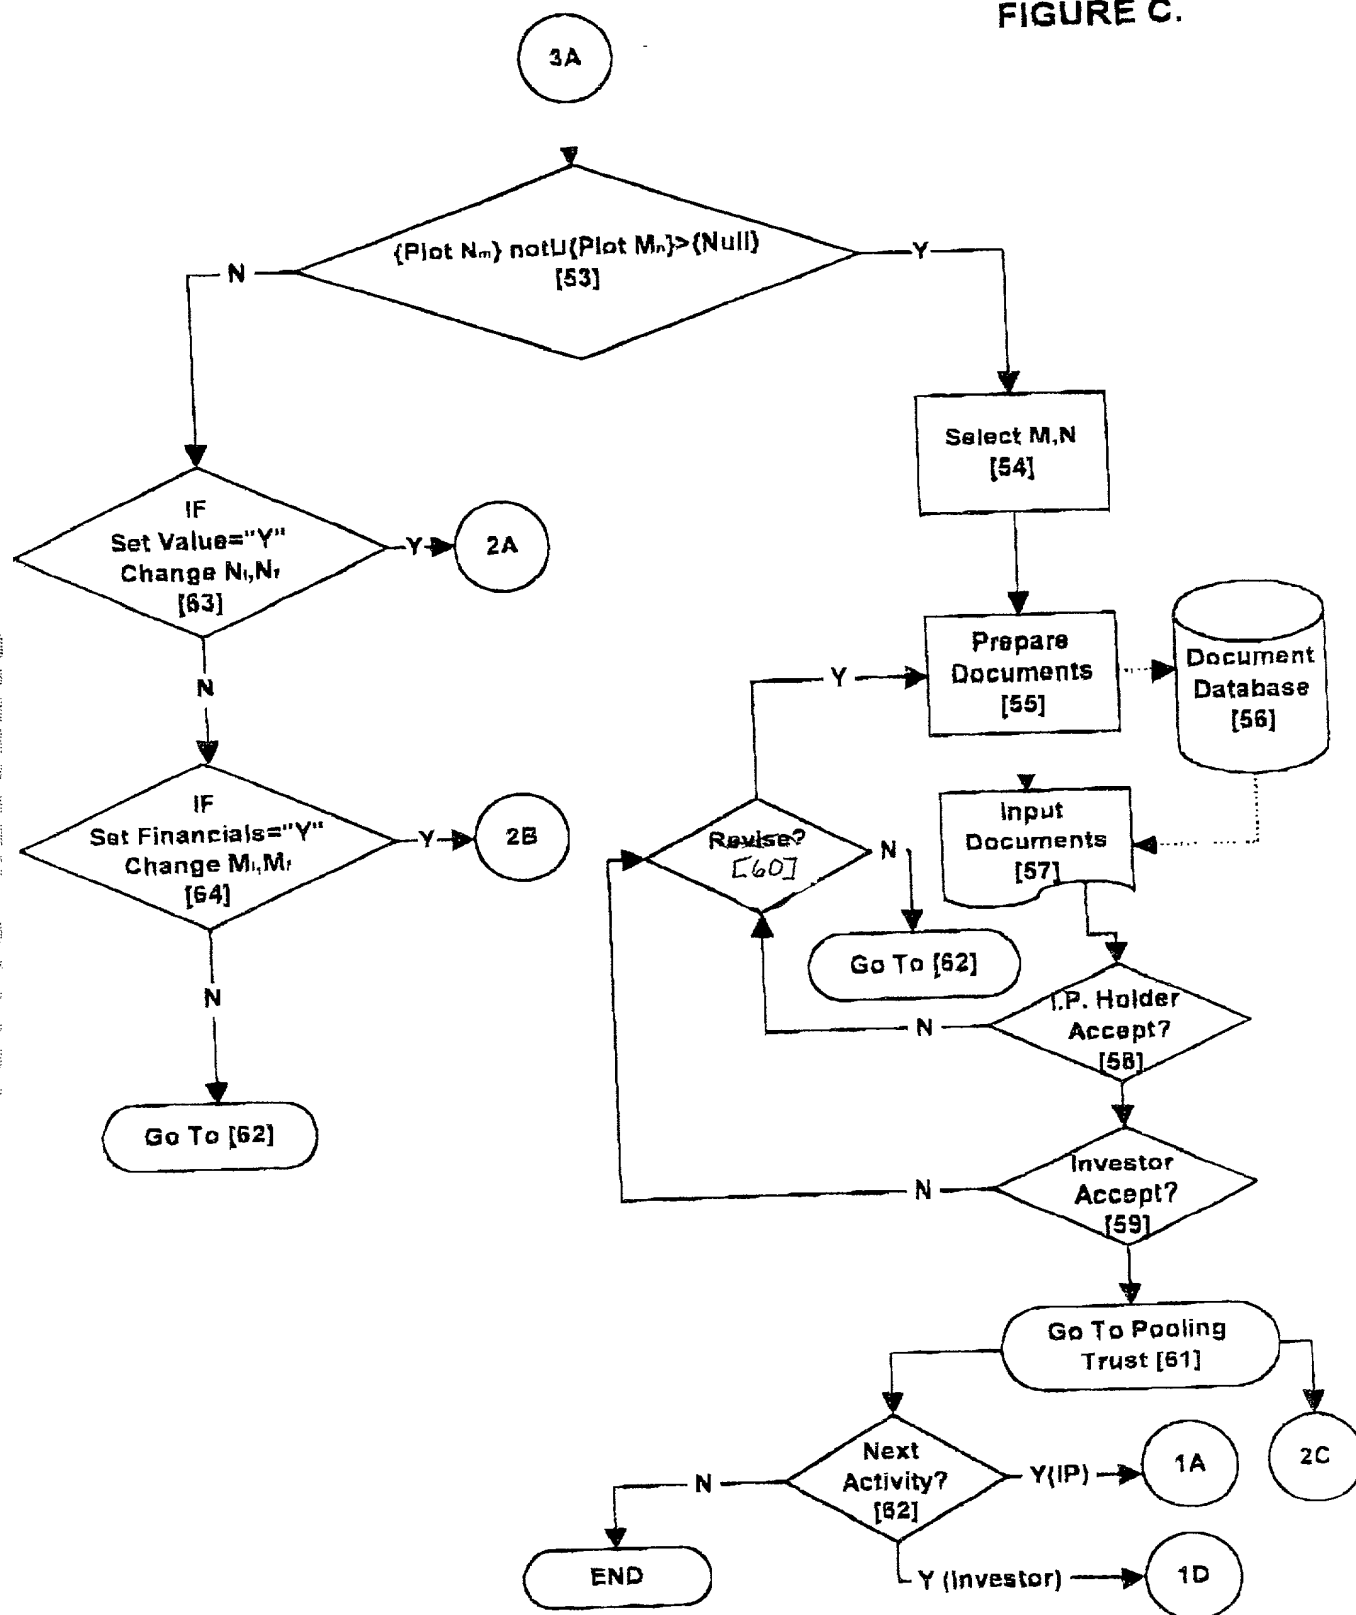 FIGURE C.
3A
{Plot Nm} notU{Plot Mn}>{Null}
[53]
N
Y
Select M,N
[54]
IF
Set Value="Y"
Change Ni,Nf
[63]
Y
2A
N
Prepare
Documents
[55]
Document
Database
[56]
Y
IF
Set Financials="Y"
Change Mi,Mf
[64]
Y
2B
Input
Documents
[57]
Revise?
[60]
N
Go To [62]
N
I.P. Holder
Accept?
[58]
N
Go To [62]
Investor
Accept?
[59]
N
Go To Pooling
Trust [61]
Next
Activity?
[62]
N
Y(IP)
1A
2C
END
Y (Investor)
1D